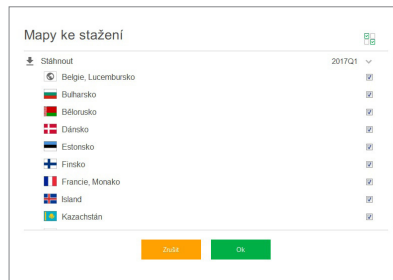 Mapy ke stažení
Stáhnout 2017Q1
Belgie, Lucembursko
Bulharsko
Bělorusko
Dánsko
Estonsko
Finsko
Francie, Monako
Island
Kazachstán
Zrušit Ok